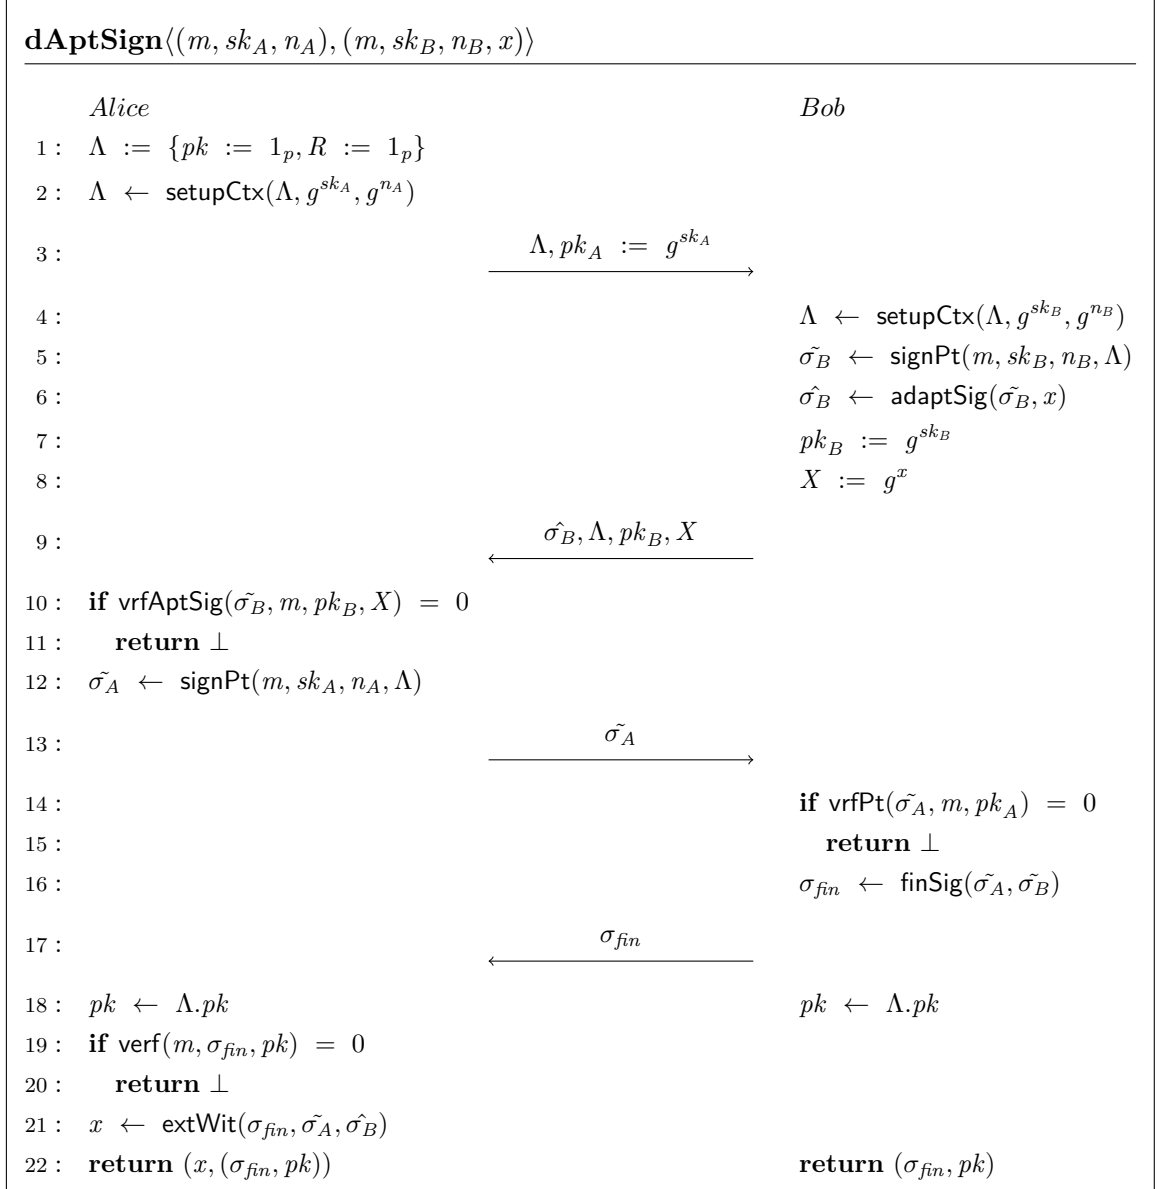 dAptSign⟨(m, sk_A, n_A), (m, sk_B, n_B, x)⟩
Alice Bob
1 : Λ := {pk := 1_p, R := 1_p}
2 : Λ ← setupCtx(Λ, g^{sk_A}, g^{n_A})
3 : Λ, pk_A := g^{sk_A}
4 : Λ ← setupCtx(Λ, g^{sk_B}, g^{n_B})
5 : σ̃_B ← signPt(m, sk_B, n_B, Λ)
6 : σ̂_B ← adaptSig(σ̃_B, x)
7 : pk_B := g^{sk_B}
8 : X := g^x
9 : σ̂_B, Λ, pk_B, X
10 : if vrfAptSig(σ̃_B, m, pk_B, X) = 0
11 : return ⊥
12 : σ̃_A ← signPt(m, sk_A, n_A, Λ)
13 : σ̃_A
14 : if vrfPt(σ̃_A, m, pk_A) = 0
15 : return ⊥
16 : σ_fin ← finSig(σ̃_A, σ̃_B)
17 : σ_fin
18 : pk ← Λ.pk pk ← Λ.pk
19 : if verf(m, σ_fin, pk) = 0
20 : return ⊥
21 : x ← extWit(σ_fin, σ̃_A, σ̂_B)
22 : return (x, (σ_fin, pk)) return (σ_fin, pk)